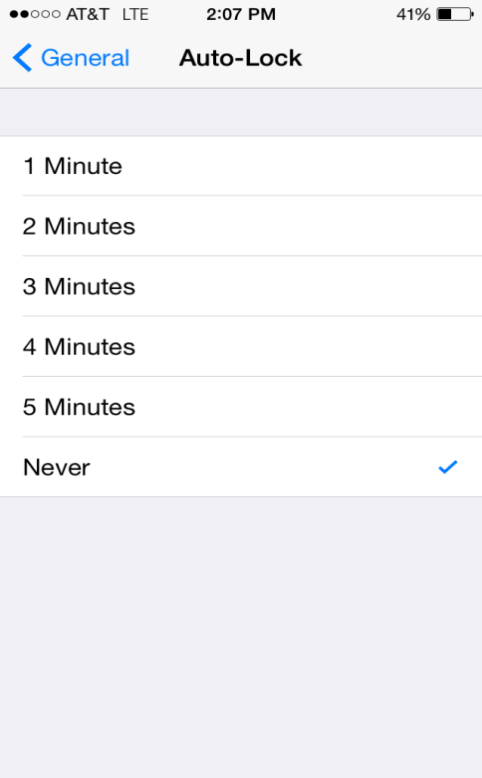 AT&T LTE 2:07 PM 41%
General Auto-Lock
1 Minute
2 Minutes
3 Minutes
4 Minutes
5 Minutes
Never